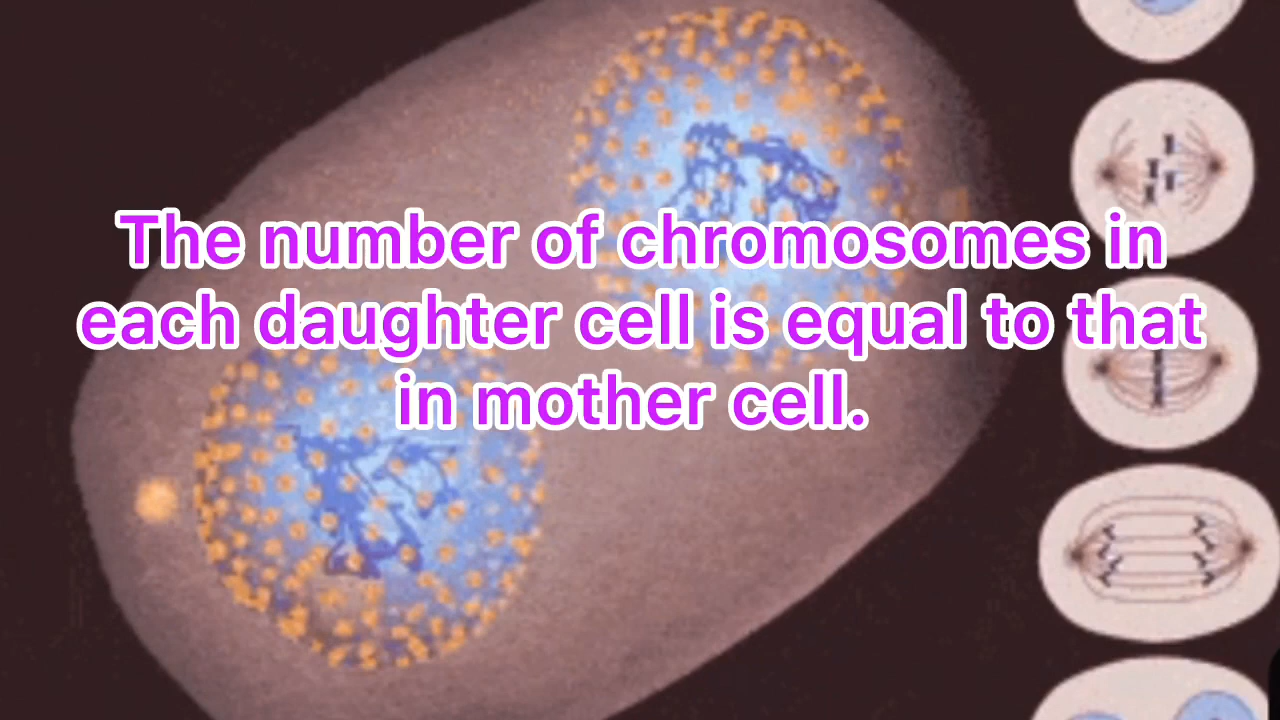 The number of chromosomes in
each daughter cell is equal to that
in mother cell.